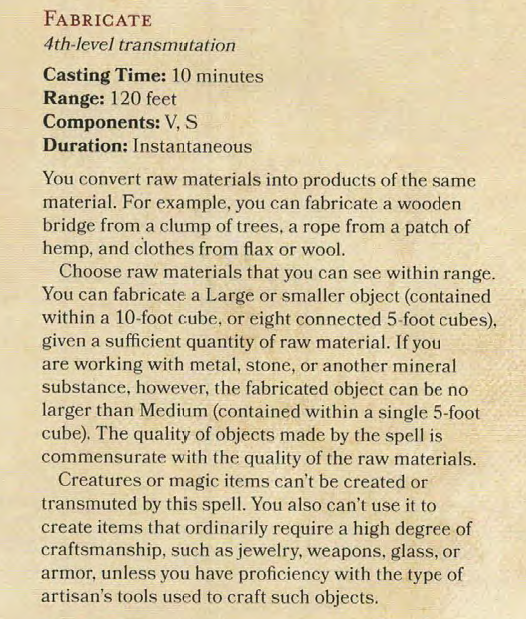 FABRICATE
4th-level transmutation
Casting Time: 10 minutes
Range: 120 feet
Components: V, S
Duration: Instantaneous
You convert raw materials into products of the same
material. For example, you can fabricate a wooden
bridge from a clump of trees, a rope from a patch of
hemp, and clothes from flax or wool.
Choose raw materials that you can see within range.
You can fabricate a Large or smaller object (contained
within a 10-foot cube, or eight connected 5-foot cubes),
given a sufficient quantity of raw material. If you
are working with metal, stone, or another mineral
substance, however, the fabricated object can be no
larger than Medium (contained within a single 5-foot
cube). The quality of objects made by the spell is
commensurate with the quality of the raw materials.
Creatures or magic items can't be created or
transmuted by this spell. You also can't use it to
create items that ordinarily require a high degree of
craftsmanship, such as jewelry, weapons, glass, or
armor, unless you have proficiency with the type of
artisan's tools used to craft such objects.